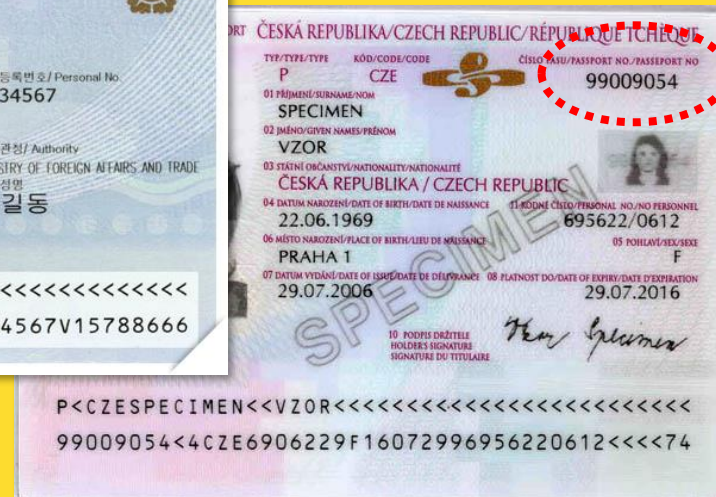 등록번호/ Personal No.
34567
관청/ Authority
STRY OF FOREIGN AFFAIRS AND TRADE
성명
길동
<<<<<<<<<<<<<
4567V15788666
ČESKÁ REPUBLIKA/CZECH REPUBLIC/RÉPUBLIQUE TCHÈQUE
TYP/TYPE/TYPE KÓD/CODE/CODE ČÍSLO PASU/PASSPORT NO./PASSEPORT NO
P CZE 99009054
01 PŘÍJMENÍ/SURNAME/NOM
SPECIMEN
02 JMÉNO/GIVEN NAMES/PRÉNOM
VZOR
03 STÁTNÍ OBČANSTVÍ/NATIONALITY/NATIONALITÉ
ČESKÁ REPUBLIKA / CZECH REPUBLIC
04 DATUM NAROZENÍ/DATE OF BIRTH/DATE DE NAISSANCE 11 RODNÉ ČÍSLO/PERSONAL NO./NO PERSONNEL
22.06.1969 695622/0612
06 MÍSTO NAROZENÍ/PLACE OF BIRTH/LIEU DE NAISSANCE 05 POHLAVÍ/SEX/SEXE
PRAHA 1 F
07 DATUM VYDÁNÍ/DATE OF ISSUE/DATE DE DÉLIVRANCE 08 PLATNOST DO/DATE OF EXPIRY/DATE D'EXPIRATION
29.07.2006 29.07.2016
SPECIMEN
10 PODPIS DRŽITELE
HOLDER'S SIGNATURE
SIGNATURE DU TITULAIRE
Vzor Specimen
P<CZESPECIMEN<<VZOR<<<<<<<<<<<<<<<<<<<<<<<<<
99009054<4CZE6906229F16072996956220612<<<<74